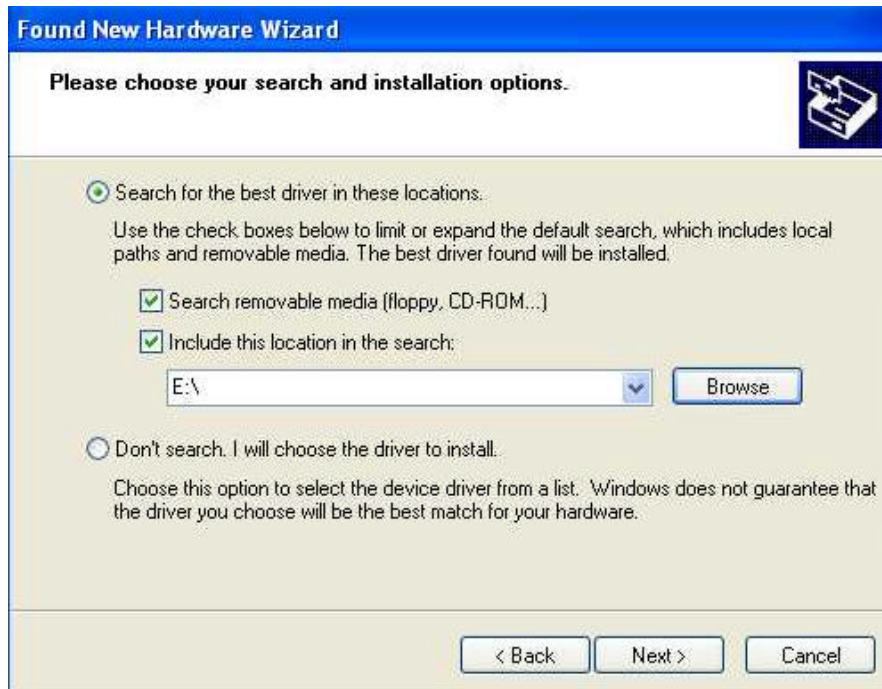 Found New Hardware Wizard
Please choose your search and installation options.
Search for the best driver in these locations.
Use the check boxes below to limit or expand the default search, which includes local
paths and removable media. The best driver found will be installed.
Search removable media (floppy, CD-ROM...)
Include this location in the search:
E:\
Browse
Don't search. I will choose the driver to install.
Choose this option to select the device driver from a list. Windows does not guarantee that
the driver you choose will be the best match for your hardware.
< Back Next > Cancel